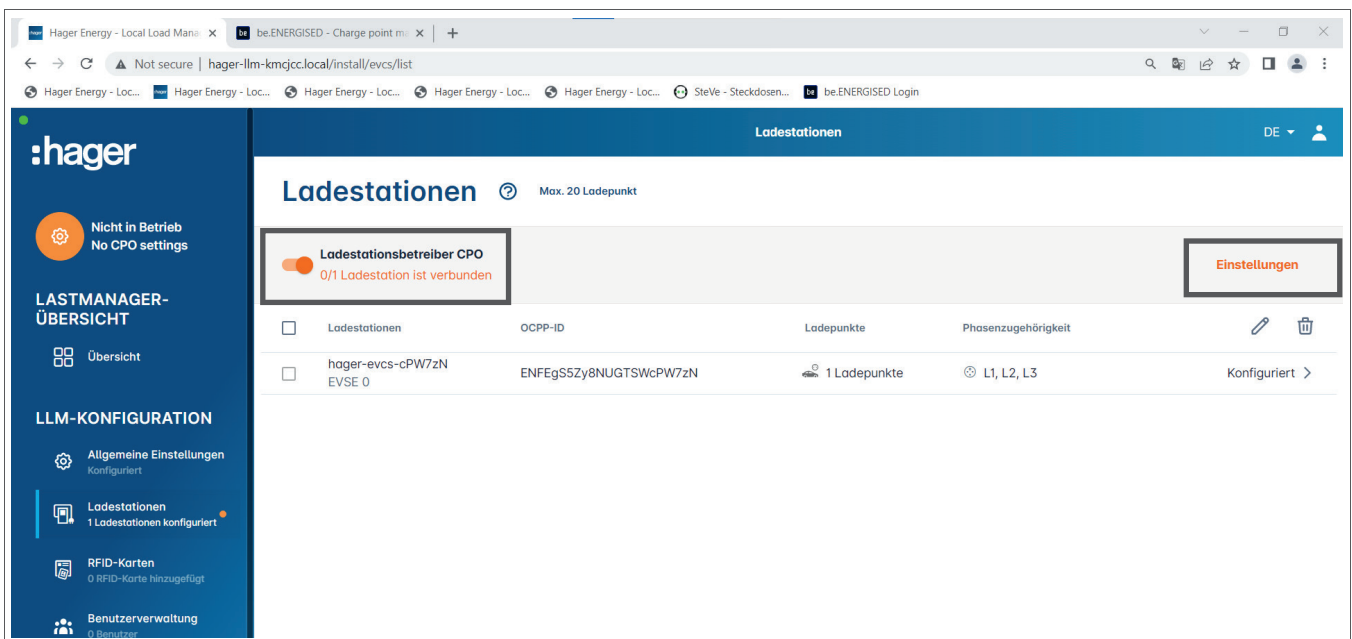 Hager Energy - Local Load Mana
be.ENERGISED - Charge point m
Not secure | hager-llm-kmcjcc.local/install/evcs/list
Hager Energy - Loc... Hager Energy - Loc... Hager Energy - Loc... Hager Energy - Loc... Hager Energy - Loc... SteVe - Steckdosen... be be.ENERGISED Login
:hager
Ladestationen
DE
Ladestationen
Max. 20 Ladepunkt
Nicht in Betrieb
No CPO settings
Ladestationsbetreiber CPO
0/1 Ladestation ist verbunden
Einstellungen
LASTMANAGER-
ÜBERSICHT
Übersicht
Ladestationen OCPP-ID Ladepunkte Phasenzugehörigkeit
hager-evcs-cPW7zN
EVSE 0
ENFEgS5Zy8NUGTSWcPW7zN
1 Ladepunkte
L1, L2, L3
Konfiguriert
LLM-KONFIGURATION
Allgemeine Einstellungen
Konfiguriert
Ladestationen
1 Ladestationen konfiguriert
RFID-Karten
0 RFID-Karte hinzugefügt
Benutzerverwaltung
0 Benutzer